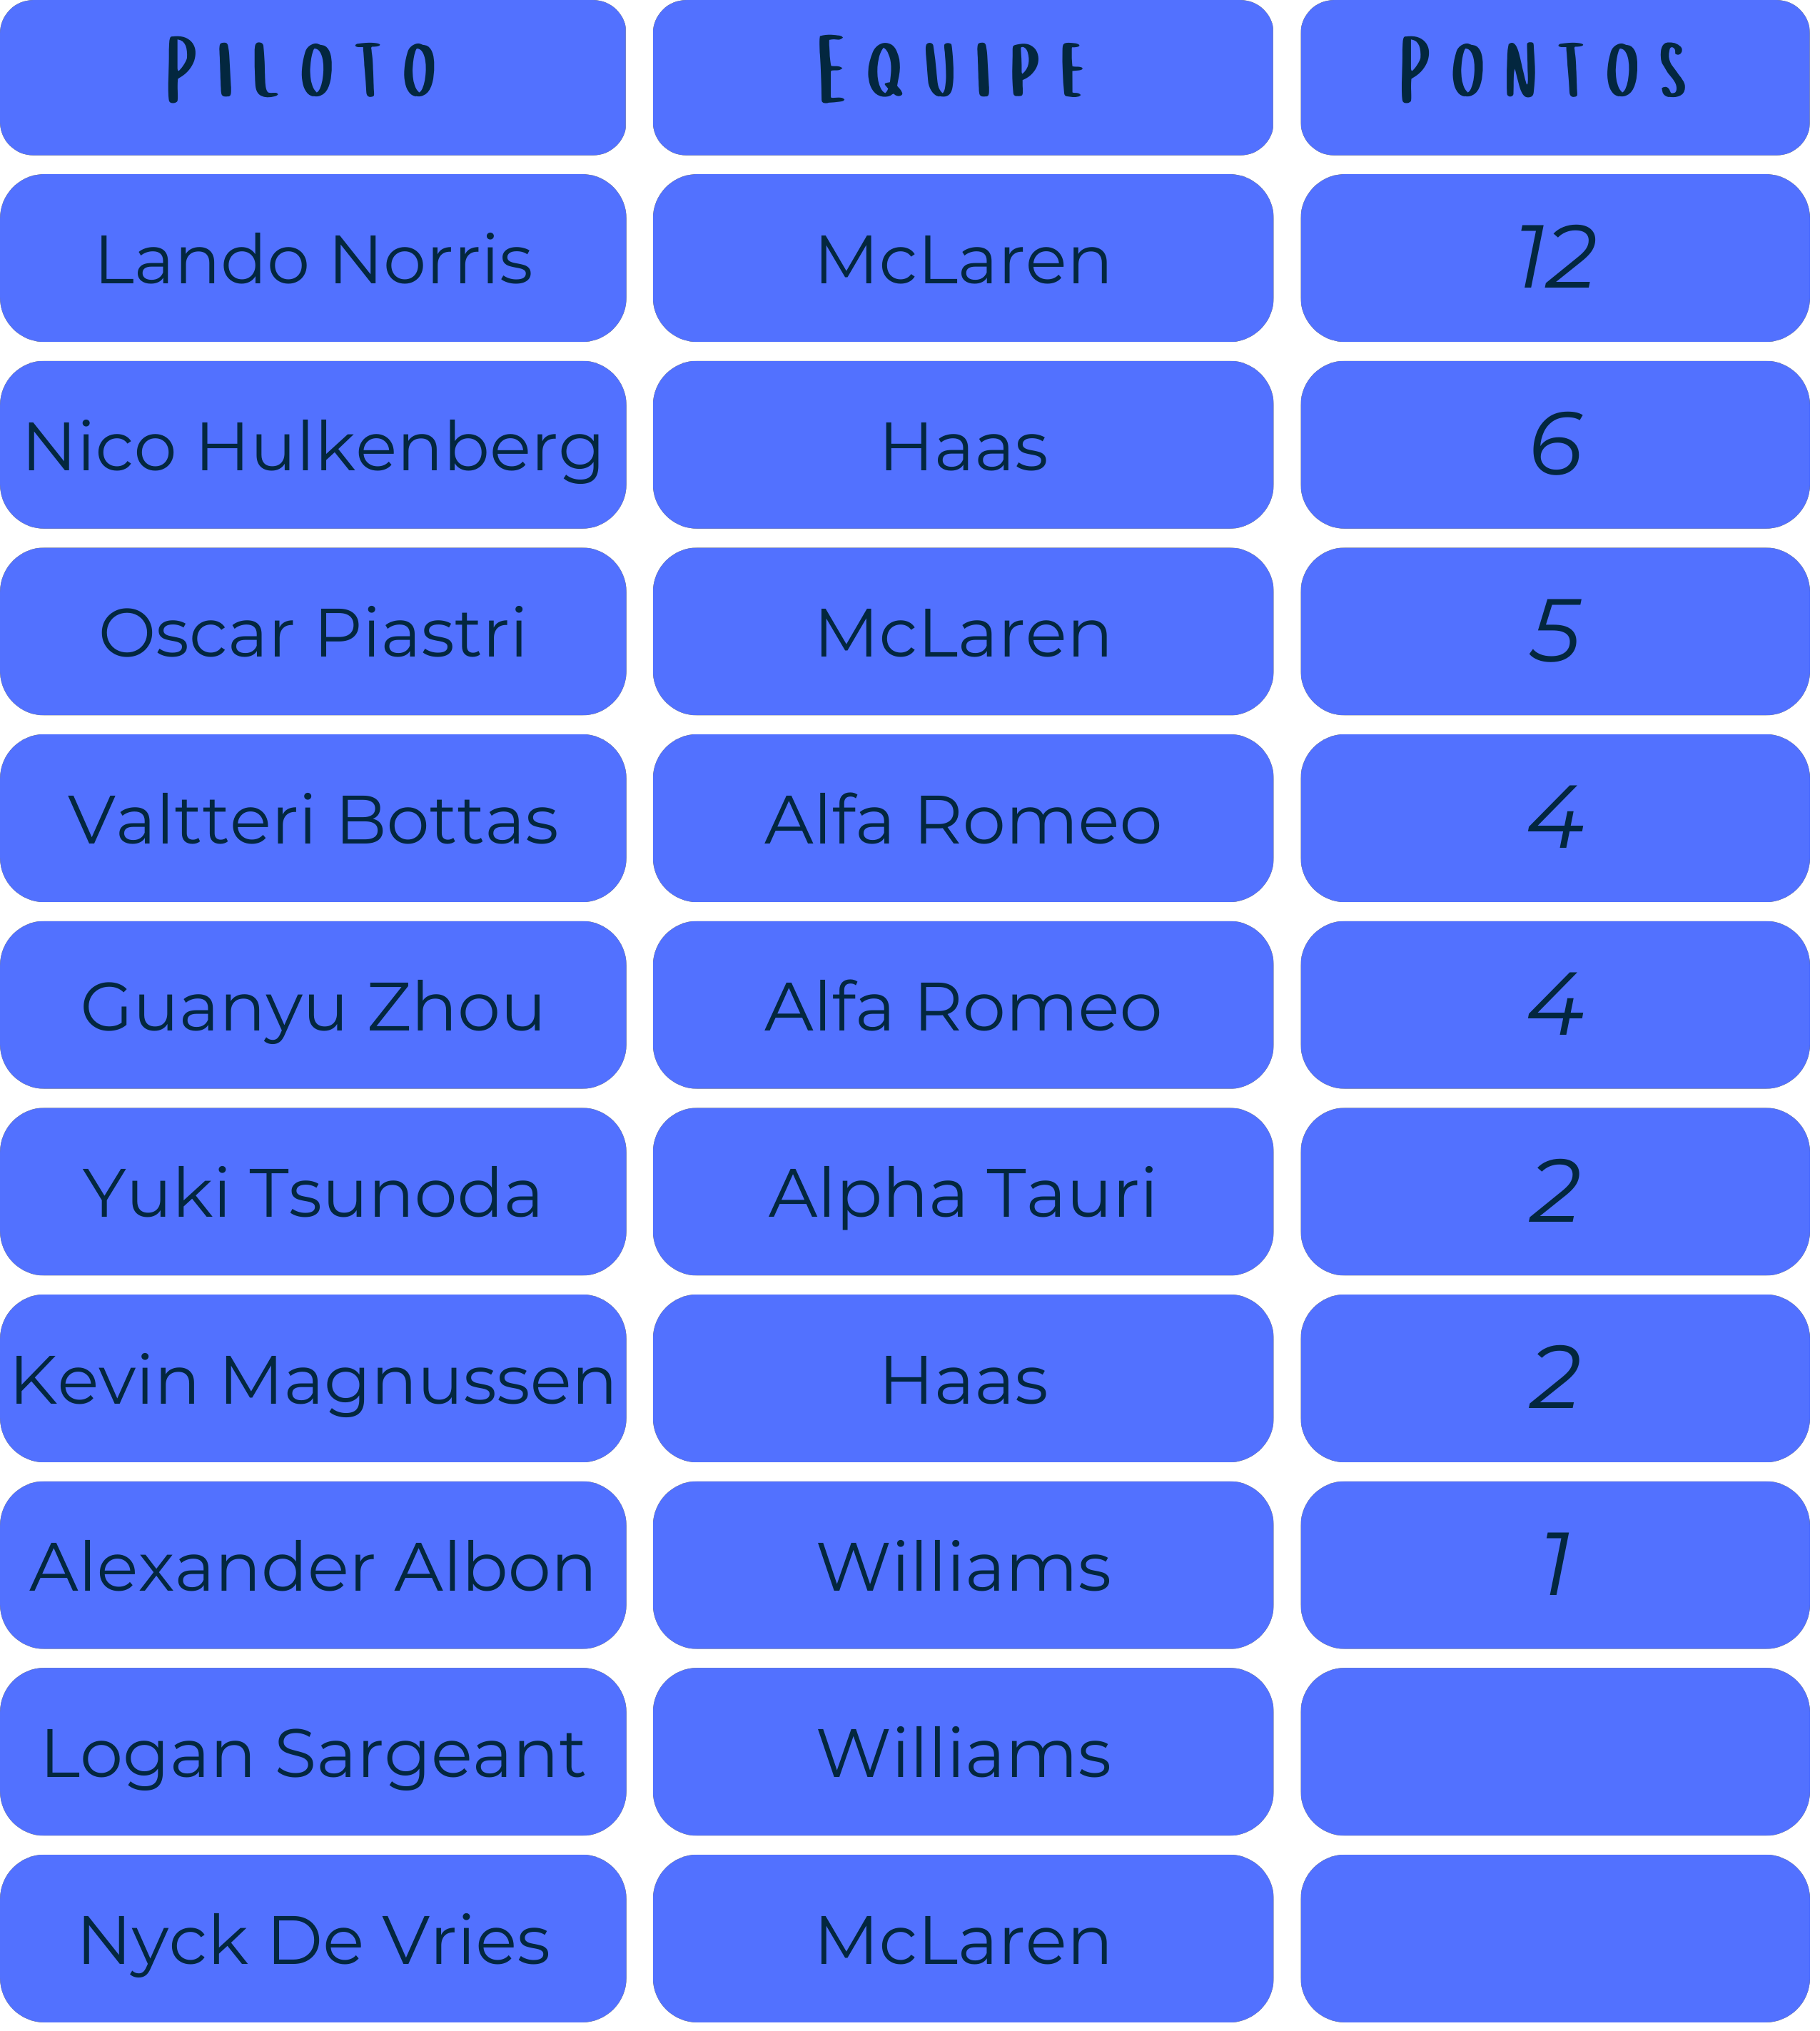 Piloto Equipe Pontos
Lando Norris McLaren 12
Nico Hulkenberg Haas 6
Oscar Piastri McLaren 5
Valtteri Bottas Alfa Romeo 4
Guanyu Zhou Alfa Romeo 4
Yuki Tsunoda Alpha Tauri 2
Kevin Magnussen Haas 2
Alexander Albon Williams 1
Logan Sargeant Williams
Nyck De Vries McLaren